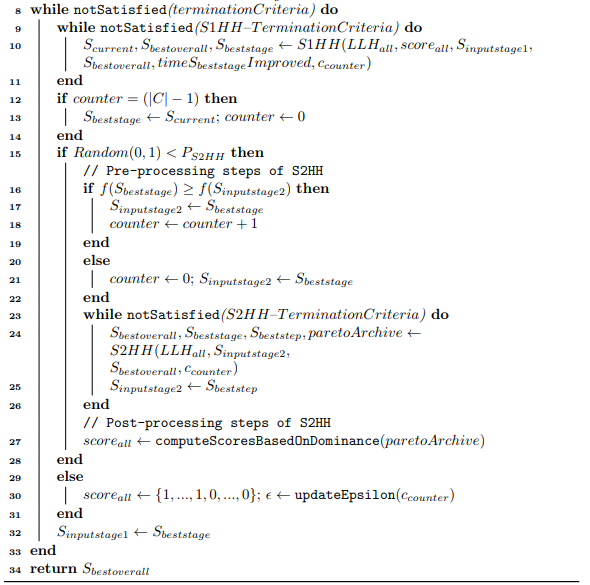 8 while notSatisfied(terminationCriteria) do
9 while notSatisfied(S1HH–TerminationCriteria) do
10 S_current, S_bestoverall, S_beststage ← S1HH(LLH_all, score_all, S_inputstage1,
S_bestoverall, timeS_beststageImproved, c_counter)
11 end
12 if counter = (|C| − 1) then
13 S_beststage ← S_current; counter ← 0
14 end
15 if Random(0, 1) < P_S2HH then
// Pre-processing steps of S2HH
16 if f(S_beststage) ≥ f(S_inputstage2) then
17 S_inputstage2 ← S_beststage
18 counter ← counter + 1
19 end
20 else
21 counter ← 0; S_inputstage2 ← S_beststage
22 end
23 while notSatisfied(S2HH–TerminationCriteria) do
24 S_bestoverall, S_beststage, S_beststep, paretoArchive ←
S2HH(LLH_all, S_inputstage2,
S_bestoverall, c_counter)
25 S_inputstage2 ← S_beststep
26 end
// Post-processing steps of S2HH
27 score_all ← computeScoresBasedOnDominance(paretoArchive)
28 end
29 else
30 score_all ← {1, ..., 1, 0, ..., 0}; ϵ ← updateEpsilon(c_counter)
31 end
32 S_inputstage1 ← S_beststage
33 end
34 return S_bestoverall